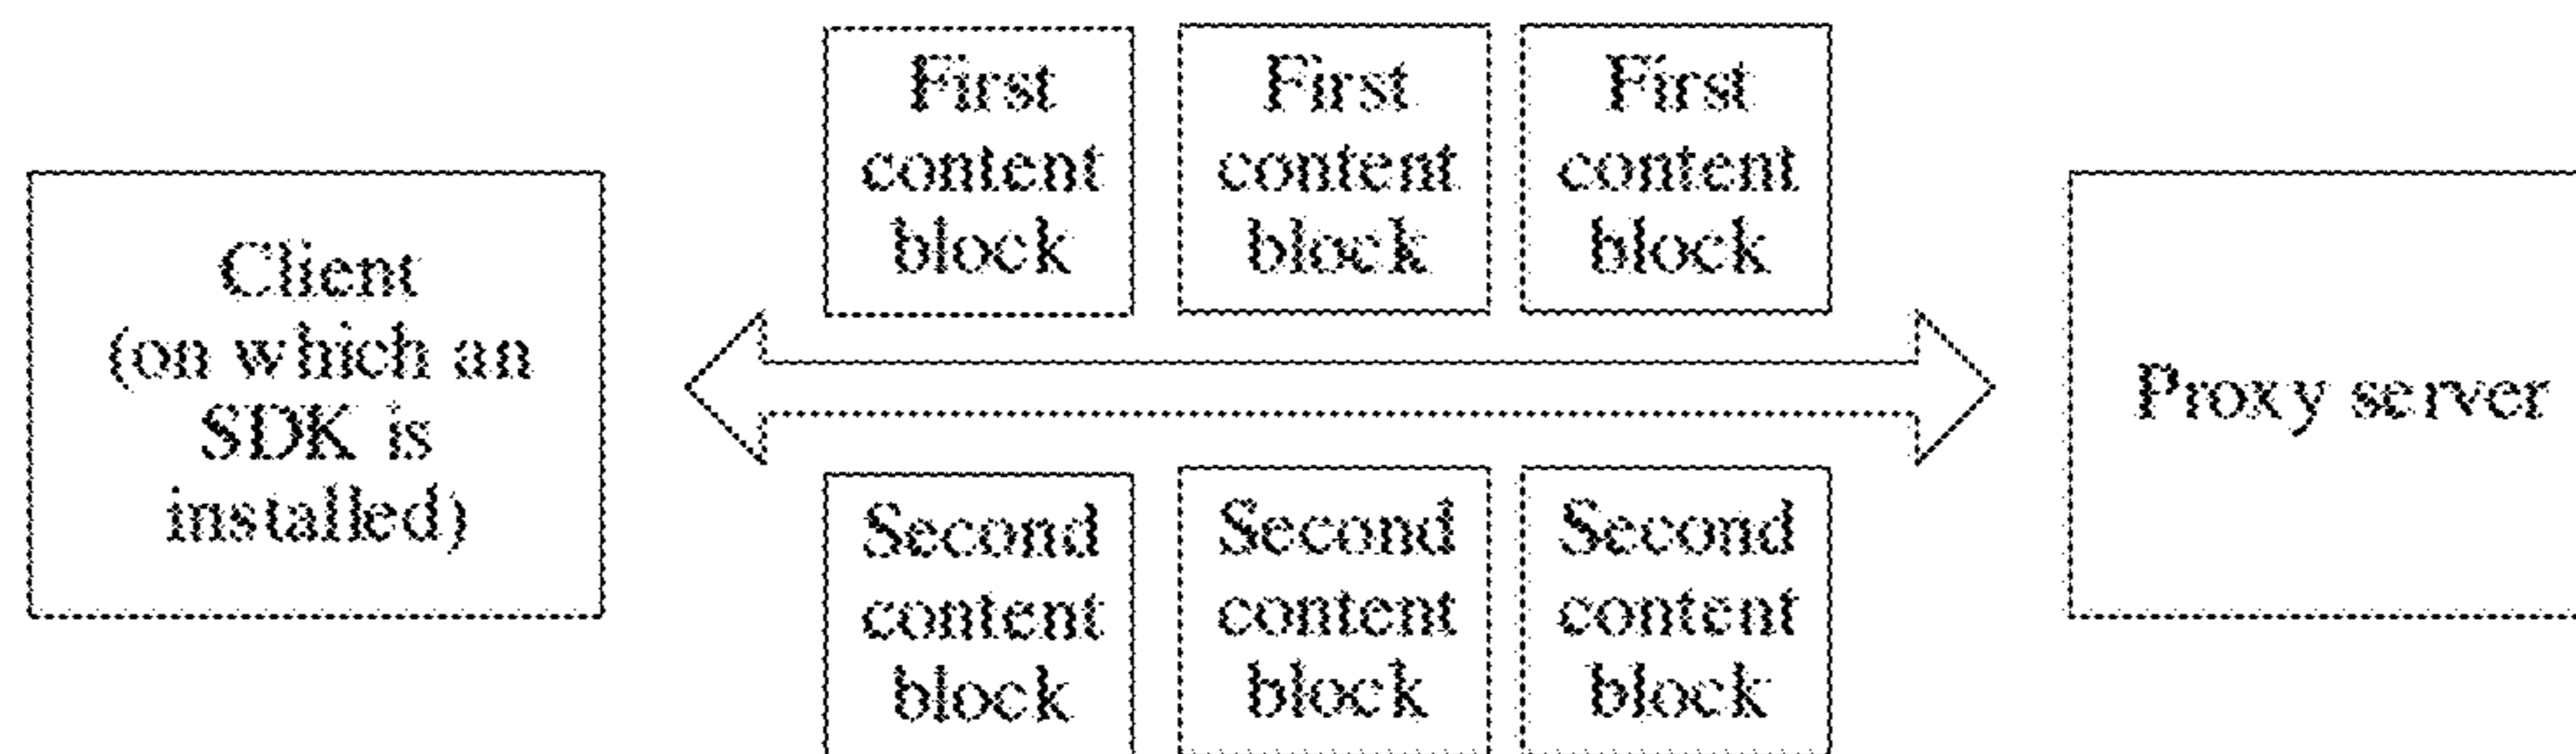 Client
(on which an
SDK is
installed)
First
content
block
First
content
block
First
content
block
Second
content
block
Second
content
block
Second
content
block
Proxy server